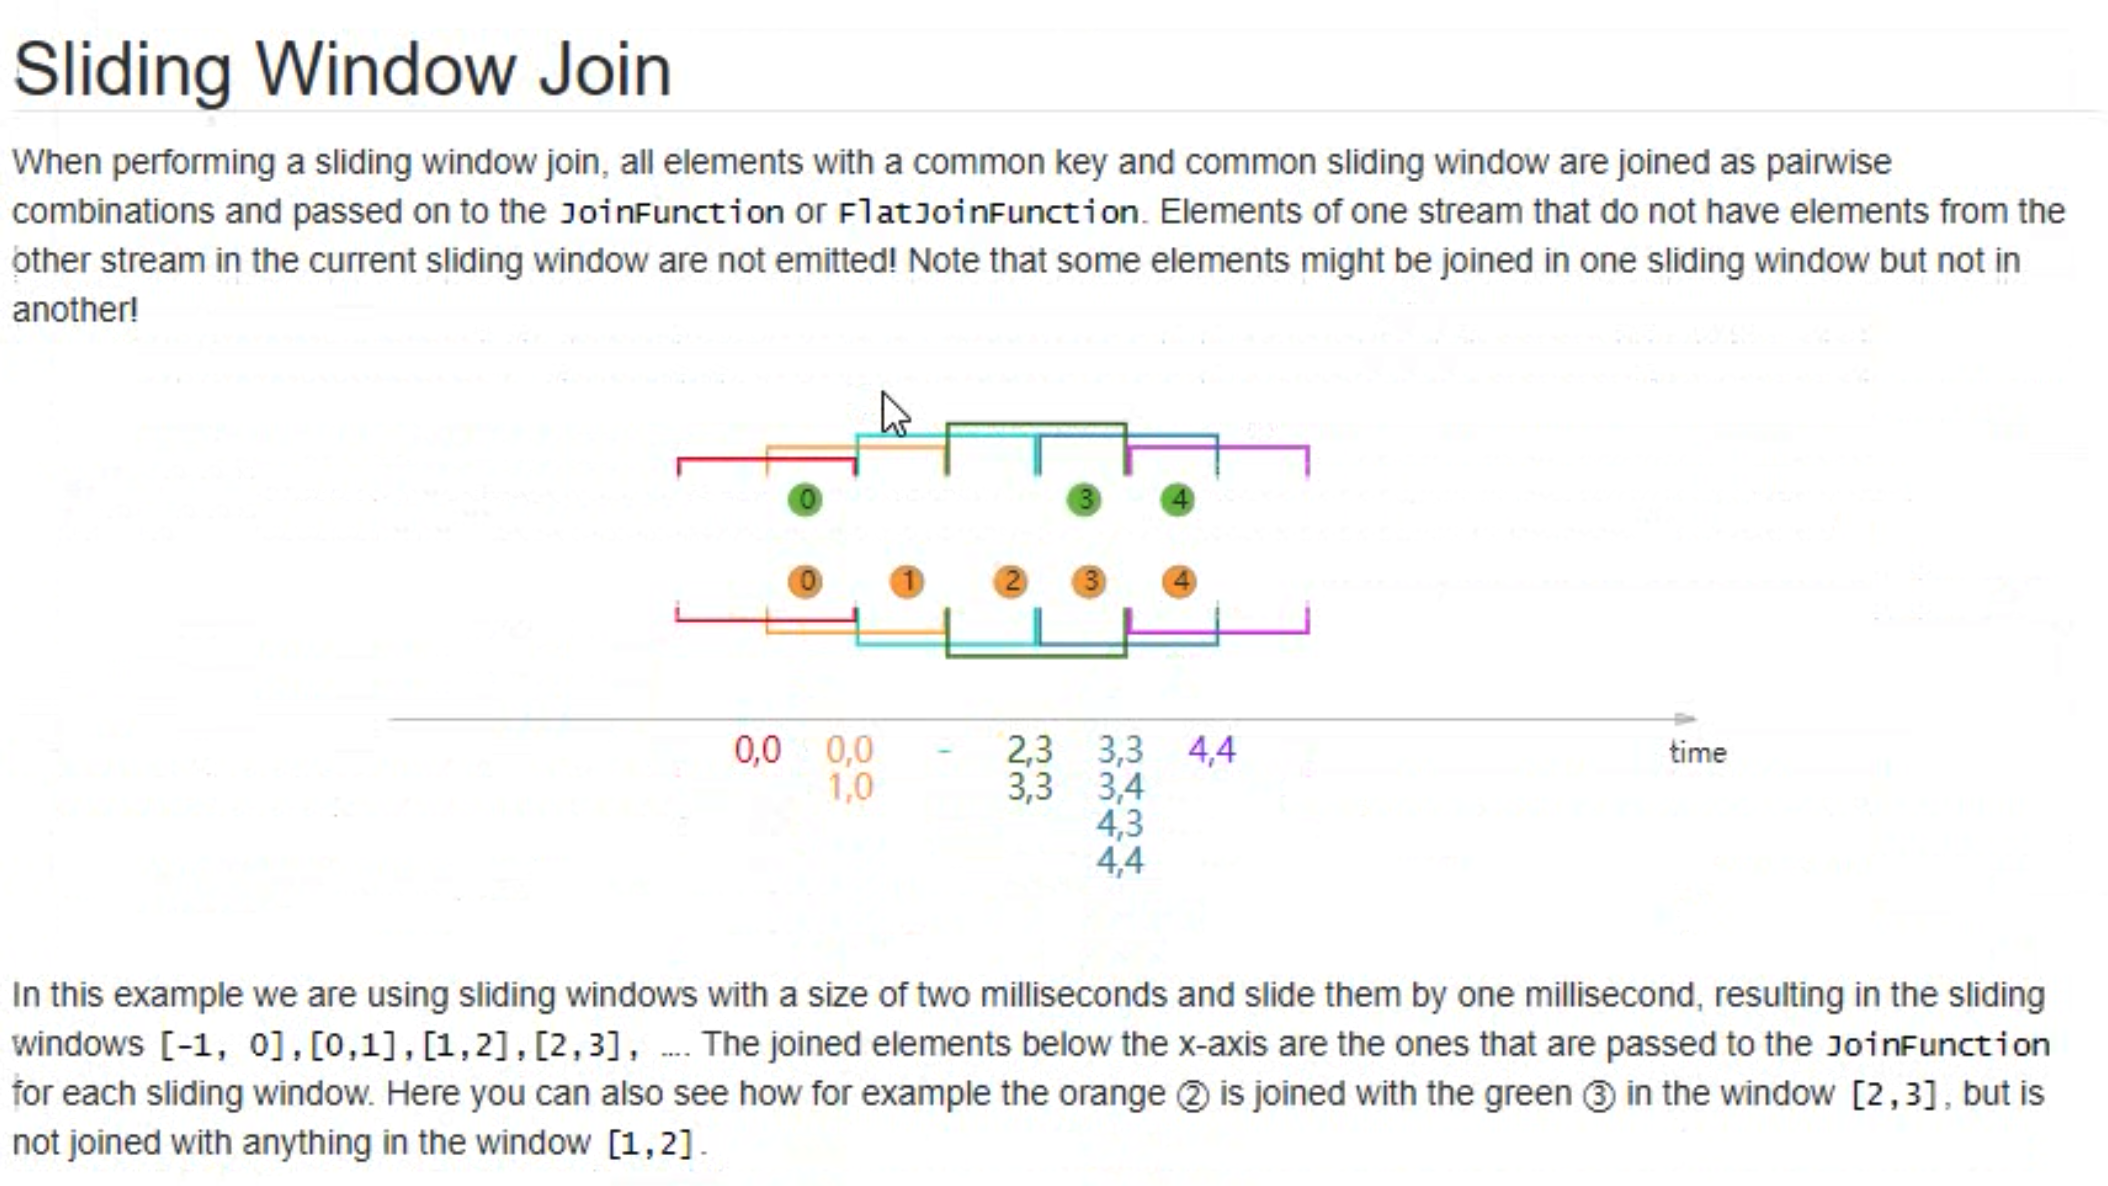 Sliding Window Join
When performing a sliding window join, all elements with a common key and common sliding window are joined as pairwise
combinations and passed on to the JoinFunction or FlatJoinFunction. Elements of one stream that do not have elements from the
other stream in the current sliding window are not emitted! Note that some elements might be joined in one sliding window but not in
another!
0 3 4
0 1 2 3 4
0,0 0,0 - 2,3 3,3 4,4 time
1,0 3,3 3,4
4,3
4,4
In this example we are using sliding windows with a size of two milliseconds and slide them by one millisecond, resulting in the sliding
windows [-1, 0],[0,1],[1,2],[2,3], …. The joined elements below the x-axis are the ones that are passed to the JoinFunction
for each sliding window. Here you can also see how for example the orange ② is joined with the green ③ in the window [2,3], but is
not joined with anything in the window [1,2].